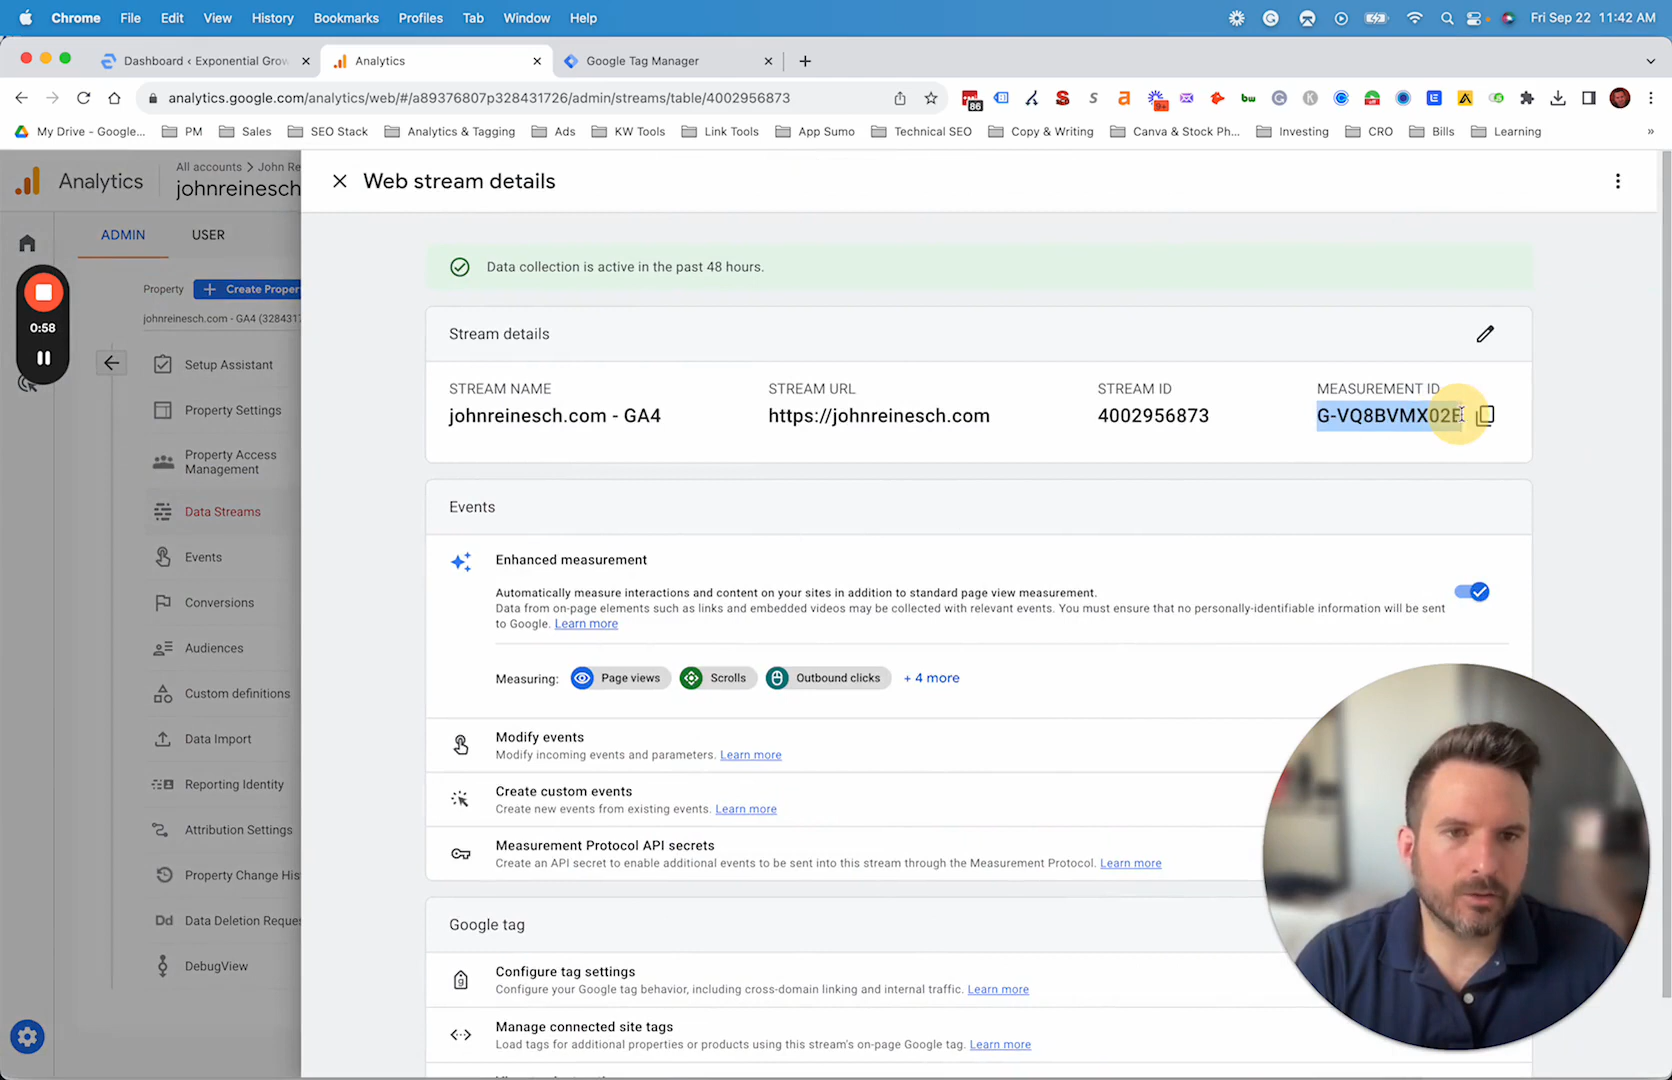 Chrome File Edit View History Bookmarks Profiles Tab Window Help
86 9+ Fri Sep 22 11:42 AM
Dashboard ‹ Exponential Grow
Analytics
Google Tag Manager
analytics.google.com/analytics/web/#/a89376807p328431726/admin/streams/table/4002956873
My Drive - Google... PM Sales SEO Stack Analytics & Tagging Ads KW Tools Link Tools App Sumo Technical SEO Copy & Writing Canva & Stock Ph... Investing CRO Bills Learning »
Analytics
All accounts > John Re
johnreinesch
ADMIN USER
Property + Create Proper
johnreinesch.com - GA4 (3284317
0:58
Setup Assistant
Property Settings
Property Access
Management
Data Streams
Events
Conversions
Audiences
Custom definitions
Data Import
Reporting Identity
Attribution Settings
Property Change His
Dd Data Deletion Reque
DebugView
Web stream details
Data collection is active in the past 48 hours.
Stream details
STREAM NAME STREAM URL STREAM ID MEASUREMENT ID
johnreinesch.com - GA4 https://johnreinesch.com 4002956873
Events
Enhanced measurement
Automatically measure interactions and content on your sites in addition to standard page view measurement.
Data from on-page elements such as links and embedded videos may be collected with relevant events. You must ensure that no personally-identifiable information will be sent
to Google. Learn more
Measuring: Page views Scrolls Outbound clicks + 4 more
Modify events
Modify incoming events and parameters. Learn more
Create custom events
Create new events from existing events. Learn more
Measurement Protocol API secrets
Create an API secret to enable additional events to be sent into this stream through the Measurement Protocol. Learn more
Google tag
Configure tag settings
Configure your Google tag behavior, including cross-domain linking and internal traffic. Learn more
Manage connected site tags
Load tags for additional properties or products using this stream's on-page Google tag. Learn more